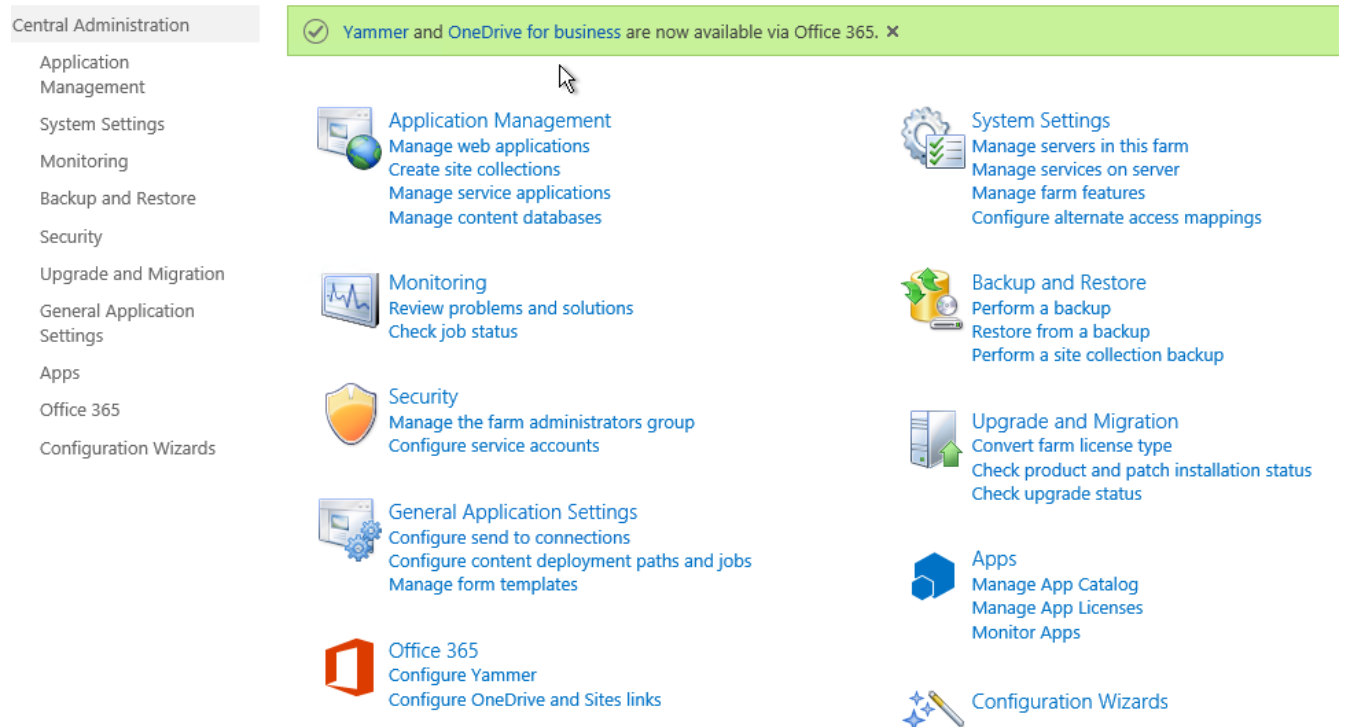 Central Administration
Application
Management
System Settings
Monitoring
Backup and Restore
Security
Upgrade and Migration
General Application
Settings
Apps
Office 365
Configuration Wizards
Yammer and OneDrive for business are now available via Office 365.
Application Management
Manage web applications
Create site collections
Manage service applications
Manage content databases
Monitoring
Review problems and solutions
Check job status
Security
Manage the farm administrators group
Configure service accounts
General Application Settings
Configure send to connections
Configure content deployment paths and jobs
Manage form templates
Office 365
Configure Yammer
Configure OneDrive and Sites links
System Settings
Manage servers in this farm
Manage services on server
Manage farm features
Configure alternate access mappings
Backup and Restore
Perform a backup
Restore from a backup
Perform a site collection backup
Upgrade and Migration
Convert farm license type
Check product and patch installation status
Check upgrade status
Apps
Manage App Catalog
Manage App Licenses
Monitor Apps
Configuration Wizards